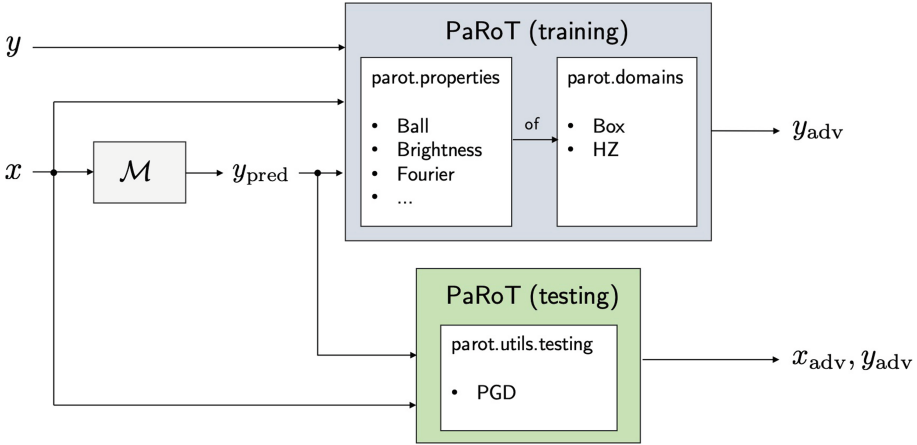 y
x
M
y_pred
PaRoT (training)
parot.properties
• Ball
• Brightness
• Fourier
• ...
of
parot.domains
• Box
• HZ
y_adv
PaRoT (testing)
parot.utils.testing
• PGD
x_adv, y_adv